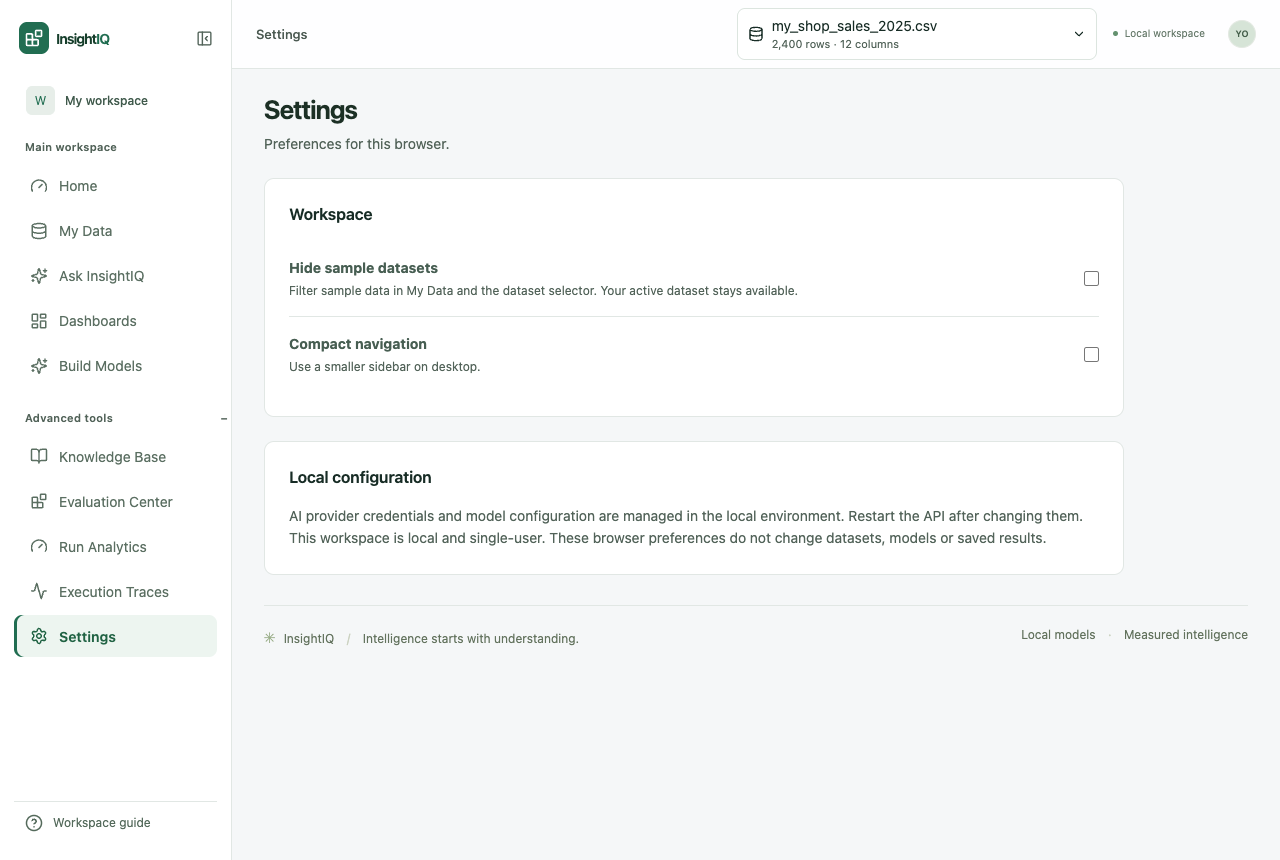 InsightIQ
W My workspace
Main workspace
Home
My Data
Ask InsightIQ
Dashboards
Build Models
Advanced tools –
Knowledge Base
Evaluation Center
Run Analytics
Execution Traces
Settings
Workspace guide
Settings
my_shop_sales_2025.csv
2,400 rows · 12 columns
Local workspace
YO
Settings
Preferences for this browser.
Workspace
Hide sample datasets
Filter sample data in My Data and the dataset selector. Your active dataset stays available.
Compact navigation
Use a smaller sidebar on desktop.
Local configuration
AI provider credentials and model configuration are managed in the local environment. Restart the API after changing them.
This workspace is local and single-user. These browser preferences do not change datasets, models or saved results.
InsightIQ / Intelligence starts with understanding.
Local models · Measured intelligence